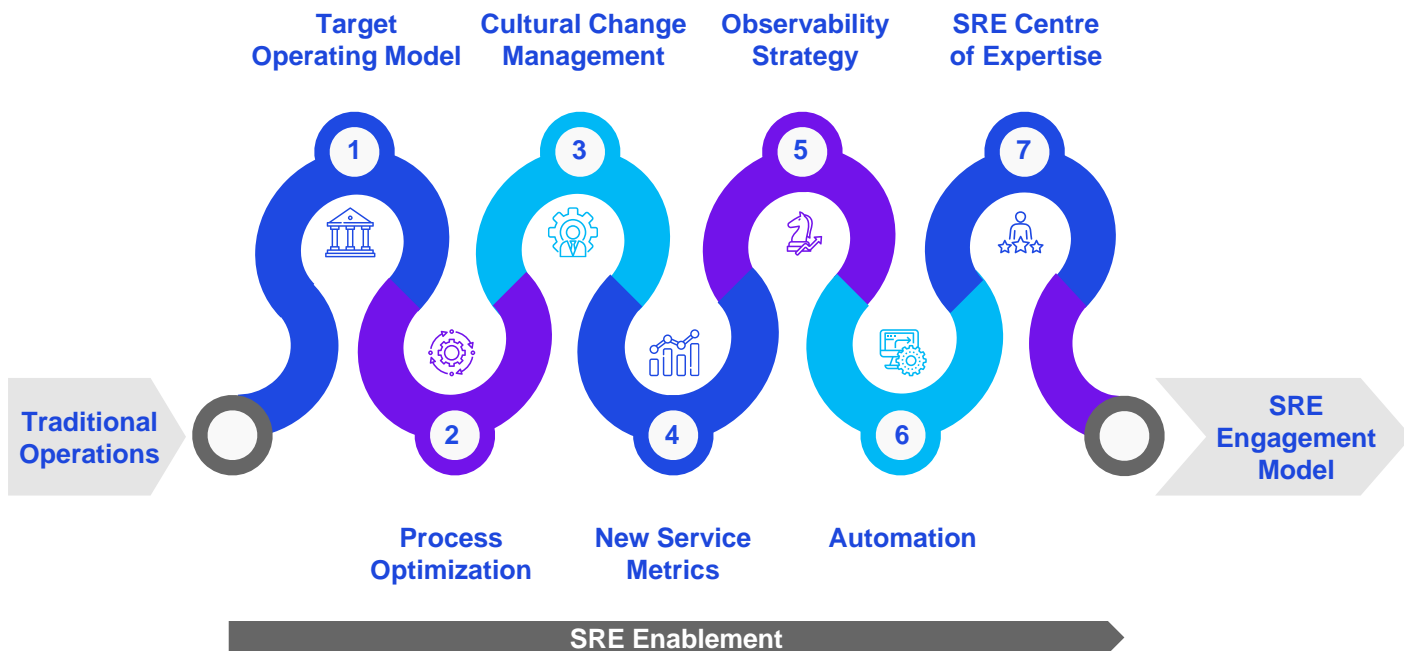 Target
Operating Model
Cultural Change
Management
Observability
Strategy
SRE Centre
of Expertise
1
3
5
7
Traditional
Operations
2
4
6
SRE
Engagement
Model
Process
Optimization
New Service
Metrics
Automation
SRE Enablement